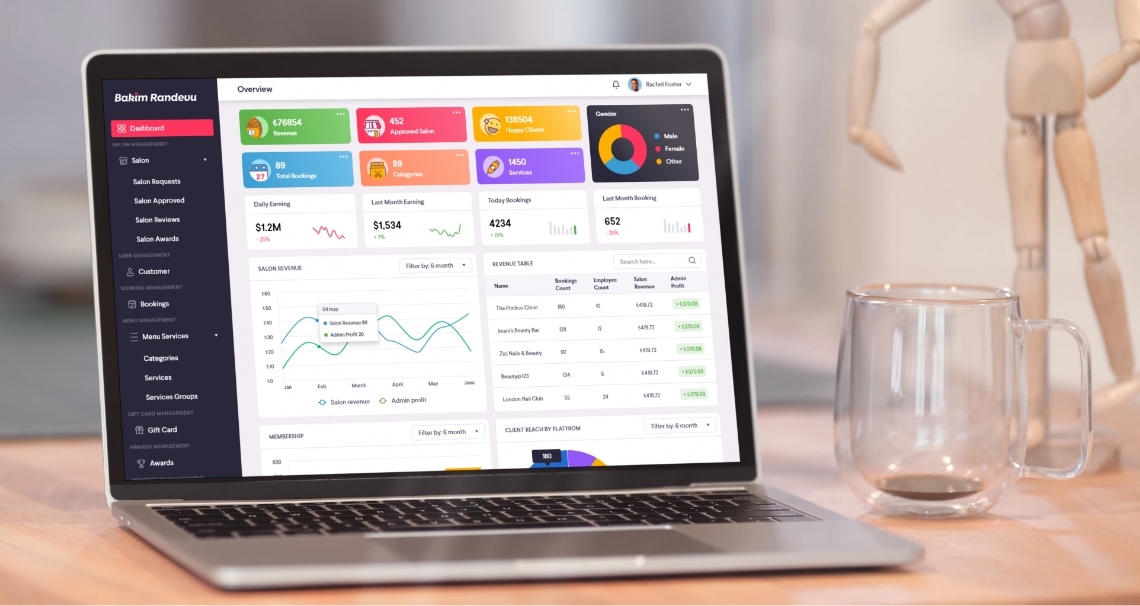 Bakım Randevu
Overview
Rachel Foster
Dashboard
SALON MANAGEMENT
Salon
Salon Requests
Salon Approved
Salon Reviews
Salon Awards
USER MANAGEMENT
Customer
BOOKING MANAGEMENT
Bookings
MENU MANAGEMENT
Menu Services
Categories
Services
Services Groups
GIFT CARD MANAGEMENT
Gift Card
AWARDS MANAGEMENT
Awards
₺76854
Revenue
452
Approved Salon
138504
Happy Clients
27
89
Total Bookings
89
Categories
1450
Services
Gender
Male
Female
Other
Daily Earning
$1.2M
- 25%
Last Month Earning
$1,534
+ 7%
Today Bookings
4234
+ 19%
Last Month Booking
652
- 25%
SALON REVENUE
Filter by: 6 month
₺60
₺50
₺40
₺30
₺20
₺10
₺0
04 may
Salon Revenue 80
Admin Profit 20
Jan Feb March April May June
Salon revenue Admin profit
REVENUE TABLE
Search here...
Name Bookings Count Employee Count Salon Revenue Admin Profit
The Pimlico Clinic 180 12 ₺419.72 + ₺370.08
Imani's Beauty Bar 128 12 ₺419.72 + ₺370.08
Zizi Nails & Beauty 92 15 ₺419.72 + ₺370.08
Beautyq123 134 6 ₺419.72 + ₺370.08
London Nail Club 55 24 ₺419.72 + ₺370.08
MEMBERSHIP
Filter by: 6 month
600
CLIENT REACH BY PLATFROM
Filter by: 6 month
180